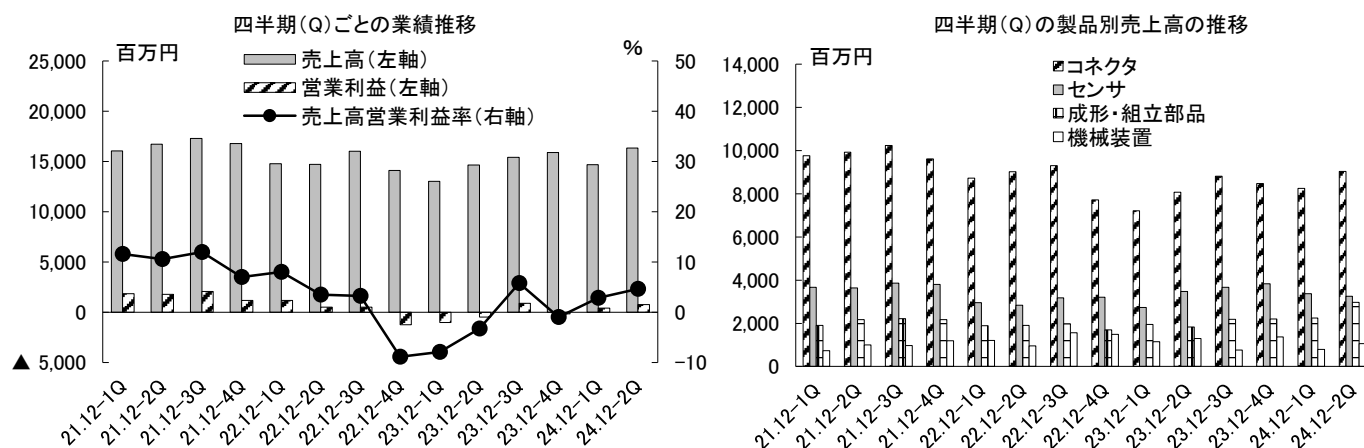 四半期(Q)ごとの業績推移
百万円
%
売上高(左軸)
営業利益(左軸)
売上高営業利益率(右軸)
25,000
20,000
15,000
10,000
5,000
0
▲ 5,000
50
40
30
20
10
0
−10
21.12-1Q
21.12-2Q
21.12-3Q
21.12-4Q
22.12-1Q
22.12-2Q
22.12-3Q
22.12-4Q
23.12-1Q
23.12-2Q
23.12-3Q
23.12-4Q
24.12-1Q
24.12-2Q
四半期(Q)の製品別売上高の推移
百万円
コネクタ
センサ
成形・組立部品
機械装置
14,000
12,000
10,000
8,000
6,000
4,000
2,000
0
21.12-1Q
21.12-2Q
21.12-3Q
21.12-4Q
22.12-1Q
22.12-2Q
22.12-3Q
22.12-4Q
23.12-1Q
23.12-2Q
23.12-3Q
23.12-4Q
24.12-1Q
24.12-2Q